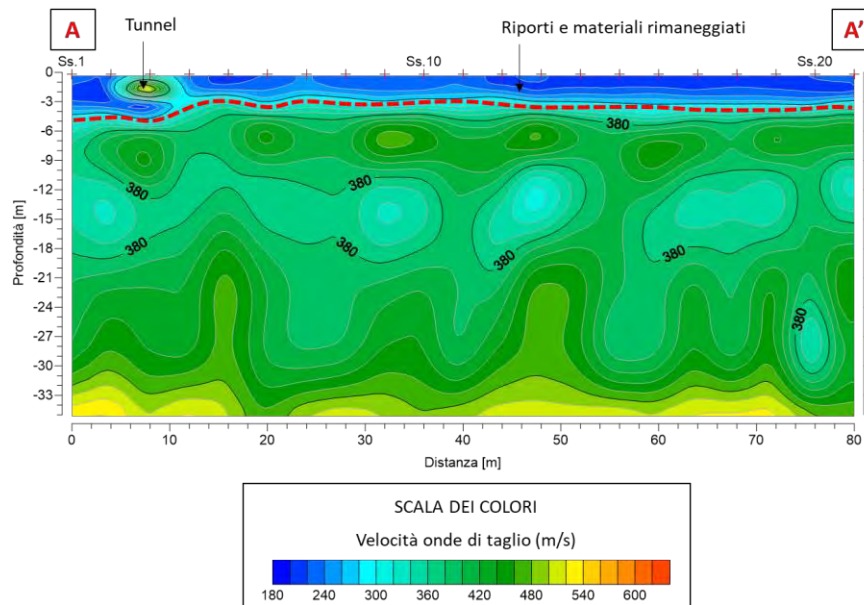 A Tunnel Riporti e materiali rimaneggiati A'
Ss.1 Ss.10 Ss.20
0
-3
380
-6
-9
380
380
-12
-15
380
380
380
380
-18
-21
-24
380
-27
-30
-33
Profondità [m]
0 10 20 30 40 50 60 70 80
Distanza [m]
SCALA DEI COLORI
Velocità onde di taglio (m/s)
180 240 300 360 420 480 540 600